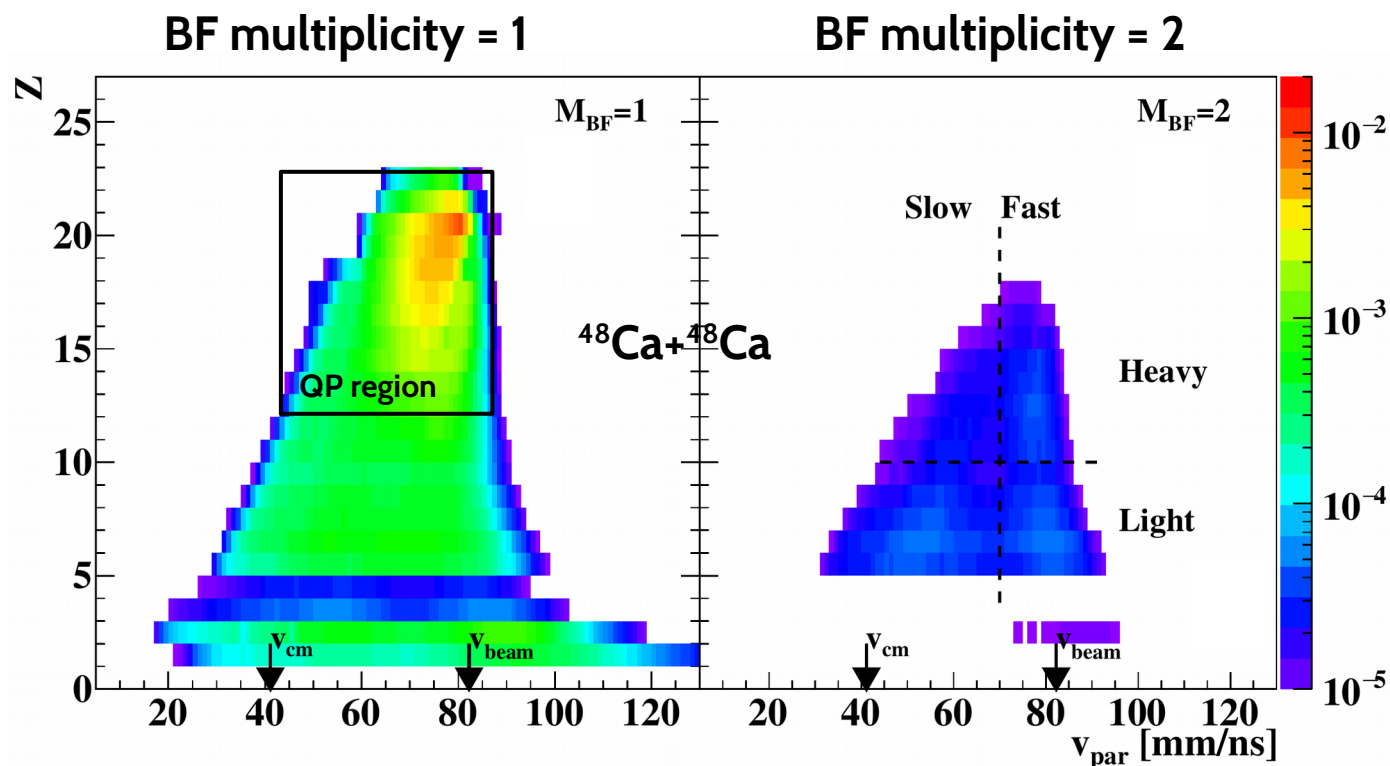 BF multiplicity = 1
BF multiplicity = 2
Z
25
20
15
10
5
0
M_BF=1
QP region
v_cm
v_beam
20 40 60 80 100 120
⁴⁸Ca+⁴⁸Ca
M_BF=2
Slow Fast
Heavy
Light
v_cm
v_beam
20 40 60 80 100 120
v_par [mm/ns]
10⁻²
10⁻³
10⁻⁴
10⁻⁵